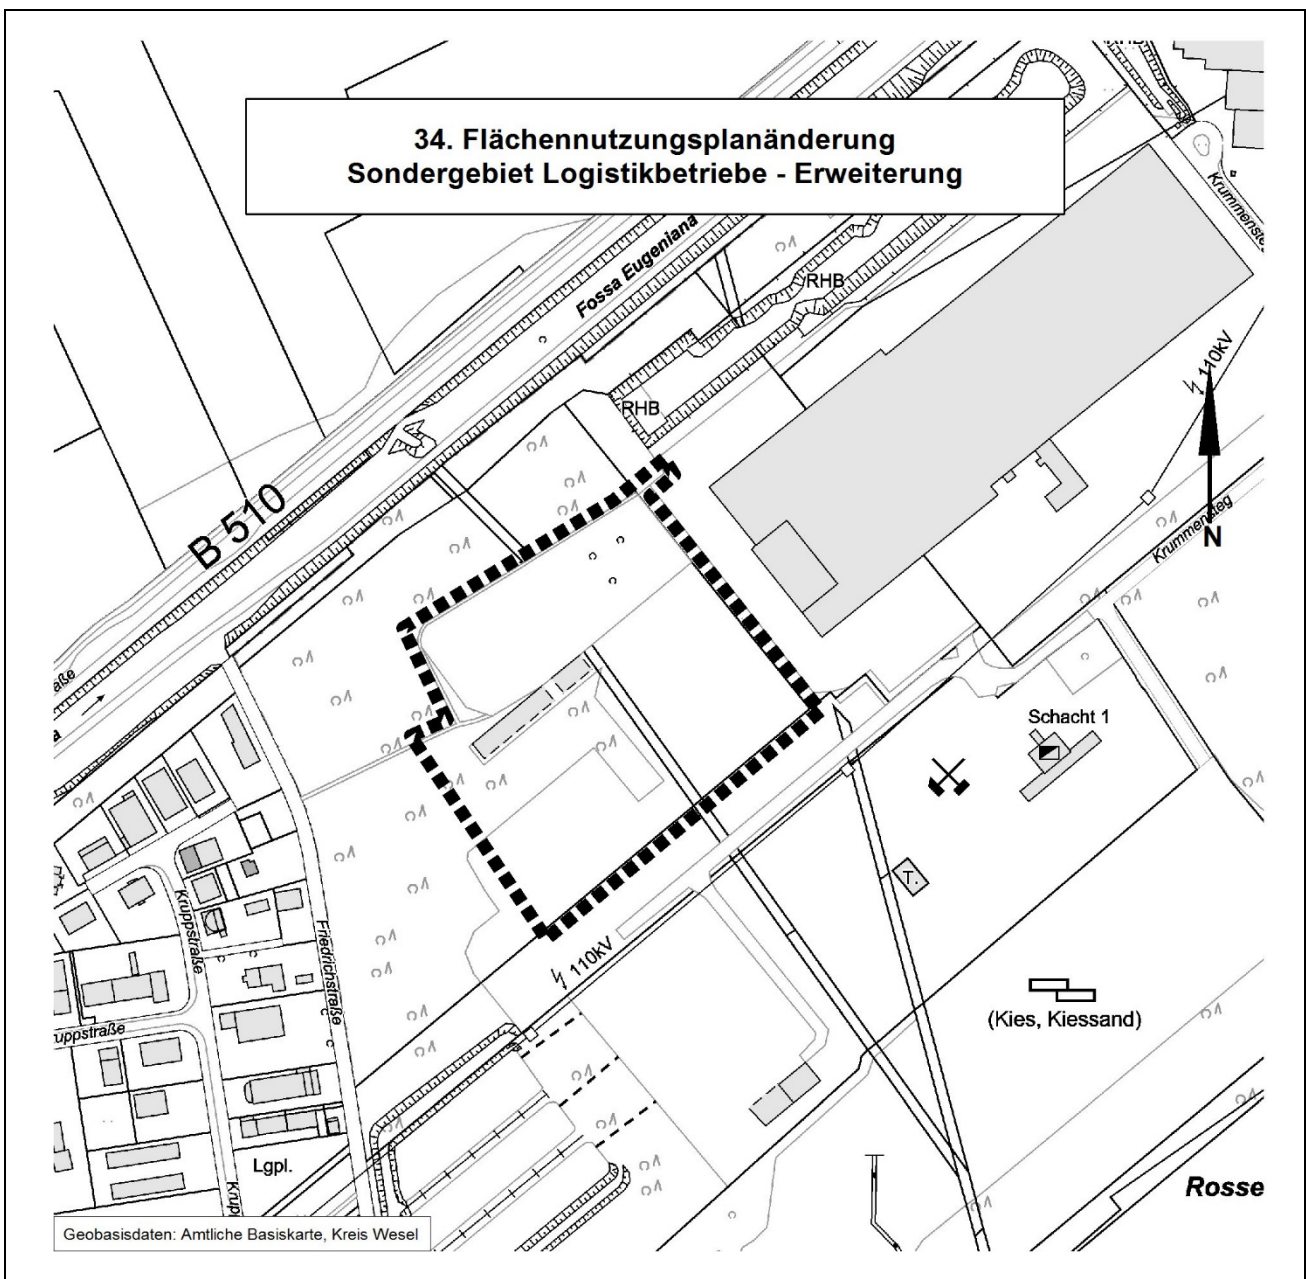 RHB
34. Flächennutzungsplanänderung
Sondergebiet Logistikbetriebe - Erweiterung
Fossa Eugeniana
RHB
RHB
110kV
B 510
Krummensteg
N
Schacht 1
T.
110kV
(Kies, Kiessand)
Kruppstraße
Friedrichstraße
Lgpl.
Rosse
Geobasisdaten: Amtliche Basiskarte, Kreis Wesel